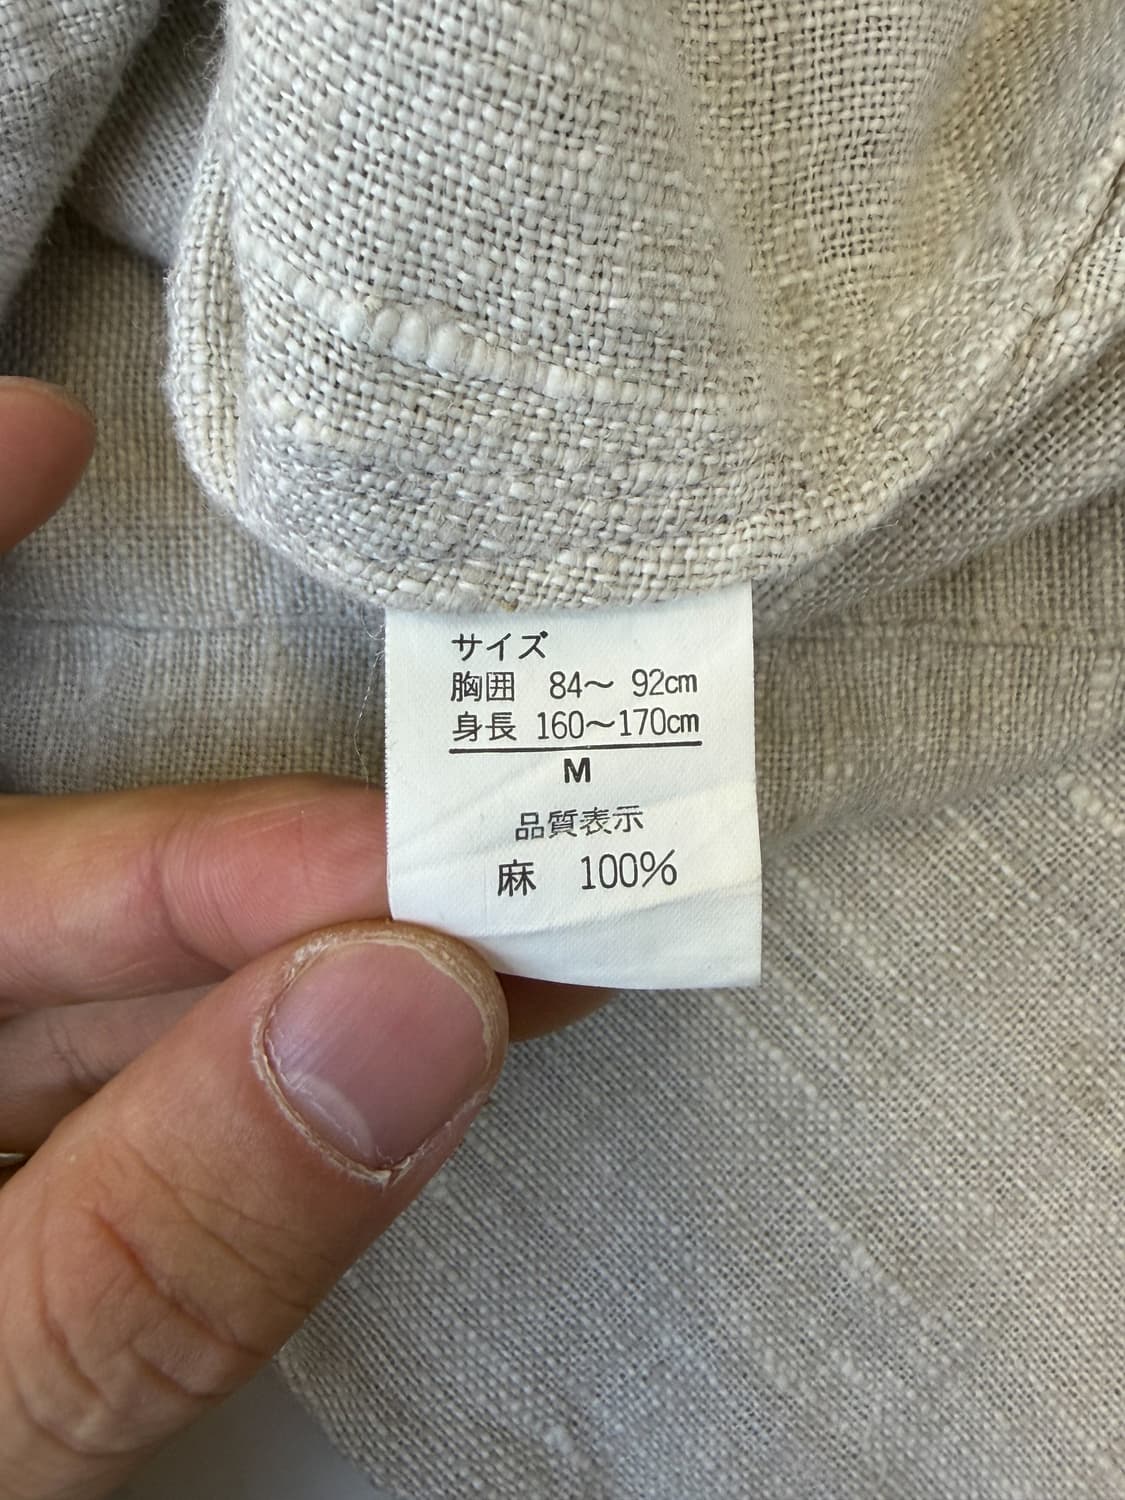 サイズ
胸囲 84〜 92cm
身長 160〜170cm
M
品質表示
麻 100%